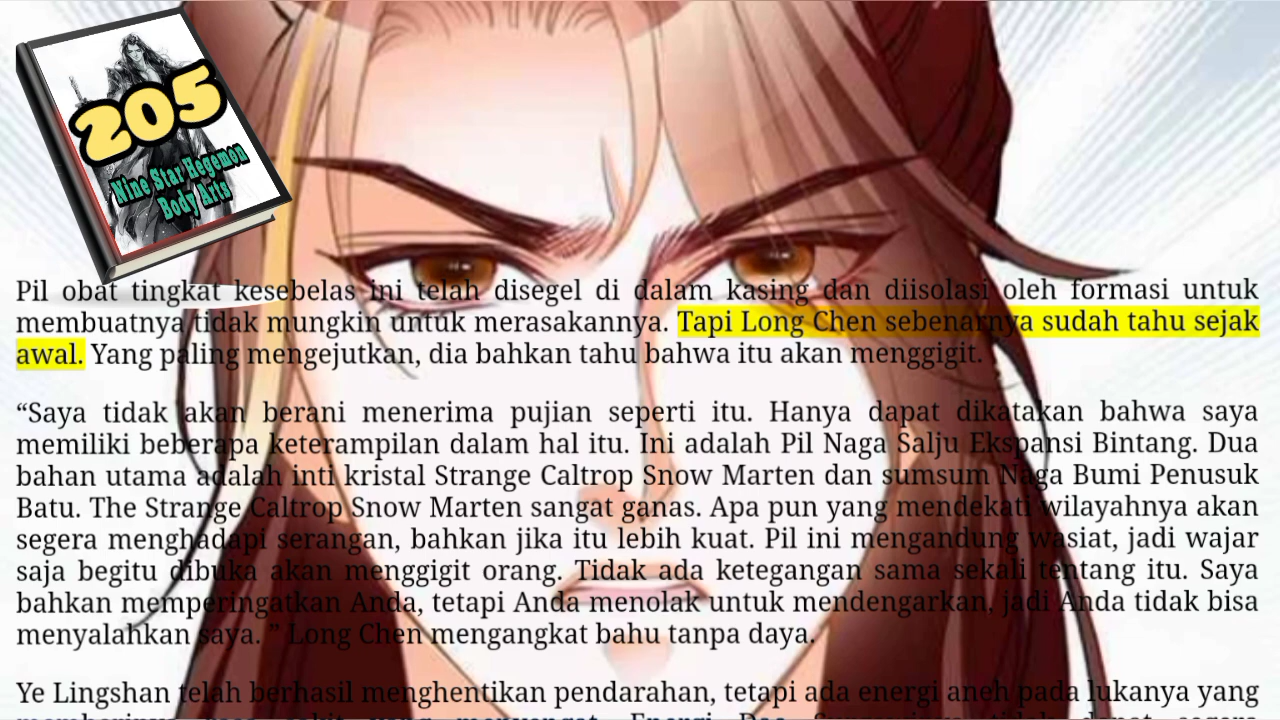 205
Nine Star Hegemon
Body Arts
Pil obat tingkat kesebelas ini telah disegel di dalam kasing dan diisolasi oleh formasi untuk
membuatnya tidak mungkin untuk merasakannya. Tapi Long Chen sebenarnya sudah tahu sejak
awal. Yang paling mengejutkan, dia bahkan tahu bahwa itu akan menggigit.
“Saya tidak akan berani menerima pujian seperti itu. Hanya dapat dikatakan bahwa saya
memiliki beberapa keterampilan dalam hal itu. Ini adalah Pil Naga Salju Ekspansi Bintang. Dua
bahan utama adalah inti kristal Strange Caltrop Snow Marten dan sumsum Naga Bumi Penusuk
Batu. The Strange Caltrop Snow Marten sangat ganas. Apa pun yang mendekati wilayahnya akan
segera menghadapi serangan, bahkan jika itu lebih kuat. Pil ini mengandung wasiat, jadi wajar
saja begitu dibuka akan menggigit orang. Tidak ada ketegangan sama sekali tentang itu. Saya
bahkan memperingatkan Anda, tetapi Anda menolak untuk mendengarkan, jadi Anda tidak bisa
menyalahkan saya. ” Long Chen mengangkat bahu tanpa daya.
Ye Lingshan telah berhasil menghentikan pendarahan, tetapi ada energi aneh pada lukanya yang